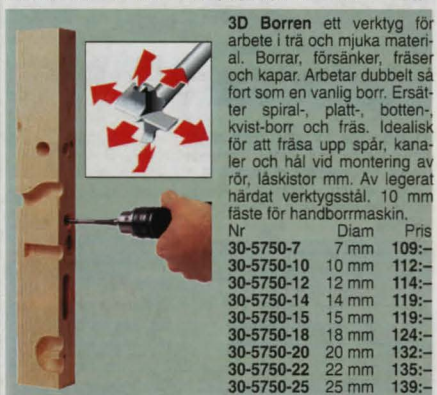 3D Borren ett verktyg för
arbete i trä och mjuka materi-
al. Borrar, försänker, fräser
och kapar. Arbetar dubbelt så
fort som en vanlig borr. Ersät-
ter spiral-, platt-, botten-,
kvist-borr och fräs. Idealisk
för att fräsa upp spår, kana-
ler och hål vid montering av
rör, låskistor mm. Av legerat
härdat verktygsstål. 10 mm
fäste för handborrmaskin.
Nr Diam Pris
30-5750-7 7 mm 109:–
30-5750-10 10 mm 112:–
30-5750-12 12 mm 114:–
30-5750-14 14 mm 119:–
30-5750-15 15 mm 119:–
30-5750-18 18 mm 124:–
30-5750-20 20 mm 132:–
30-5750-22 22 mm 135:–
30-5750-25 25 mm 139:–